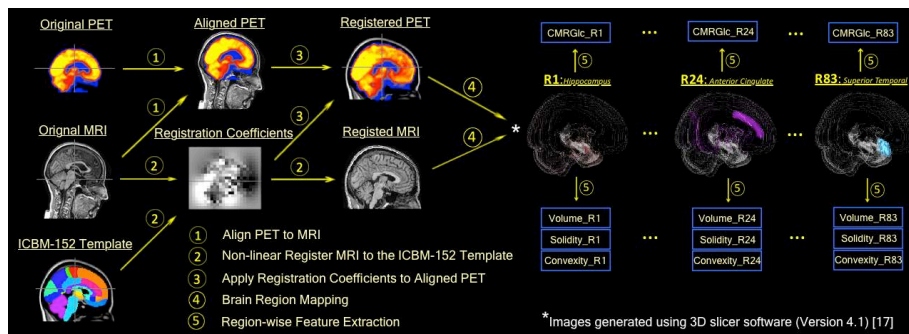 Original PET
Aligned PET
Registered PET
1
3
Orignal MRI
1
3
Registration Coefficients
Registed MRI
2
2
ICBM-152 Template
2
4
4
*
1 Align PET to MRI
2 Non-linear Register MRI to the ICBM-152 Template
3 Apply Registration Coefficients to Aligned PET
4 Brain Region Mapping
5 Region-wise Feature Extraction
CMRGlc_R1 ... CMRGlc_R24 ... CMRGlc_R83
5 5 5
R1:Hippocampus R24: Anterior Cingulate R83: Superior Temporal
... ...
5 5 5
Volume_R1 Volume_R24 Volume_R83
Solidity_R1 ... Solidity_R24 ... Solidity_R83
Convexity_R1 Convexity_R24 Convexity_R83
*Images generated using 3D slicer software (Version 4.1) [17]